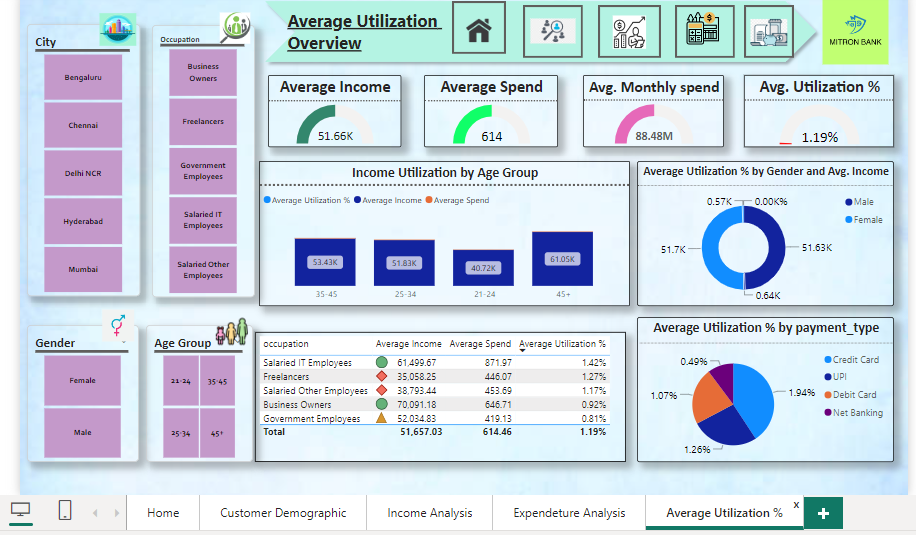 Average Utilization
Overview
MITRON BANK
City
Bengaluru
Chennai
Delhi NCR
Hyderabad
Mumbai
Occupation
Business
Owners
Freelancers
Government
Employees
Salaried IT
Employees
Salaried Other
Employees
Average Income
51.66K
Average Spend
614
Avg. Monthly spend
88.48M
Avg. Utilization %
1.19%
Income Utilization by Age Group
Average Utilization % Average Income Average Spend
53.43K 51.83K 40.72K 61.05K
35-45 25-34 21-24 45+
Average Utilization % by Gender and Avg. Income
0.57K 0.00K%
51.7K 51.63K
0.64K
Male
Female
Gender
Female
Male
Age Group
21-24 35-45
25-34 45+
occupation Average Income Average Spend Average Utilization %
Salaried IT Employees 61,499.67 871.97 1.42%
Freelancers 35,058.25 446.07 1.27%
Salaried Other Employees 38,793.44 453.69 1.17%
Business Owners 70,091.18 646.71 0.92%
Government Employees 52,034.83 419.13 0.81%
Total 51,657.03 614.46 1.19%
Average Utilization % by payment_type
0.49%
1.07%
1.94%
1.26%
Credit Card
UPI
Debit Card
Net Banking
Home Customer Demographic Income Analysis Expendeture Analysis Average Utilization % x +